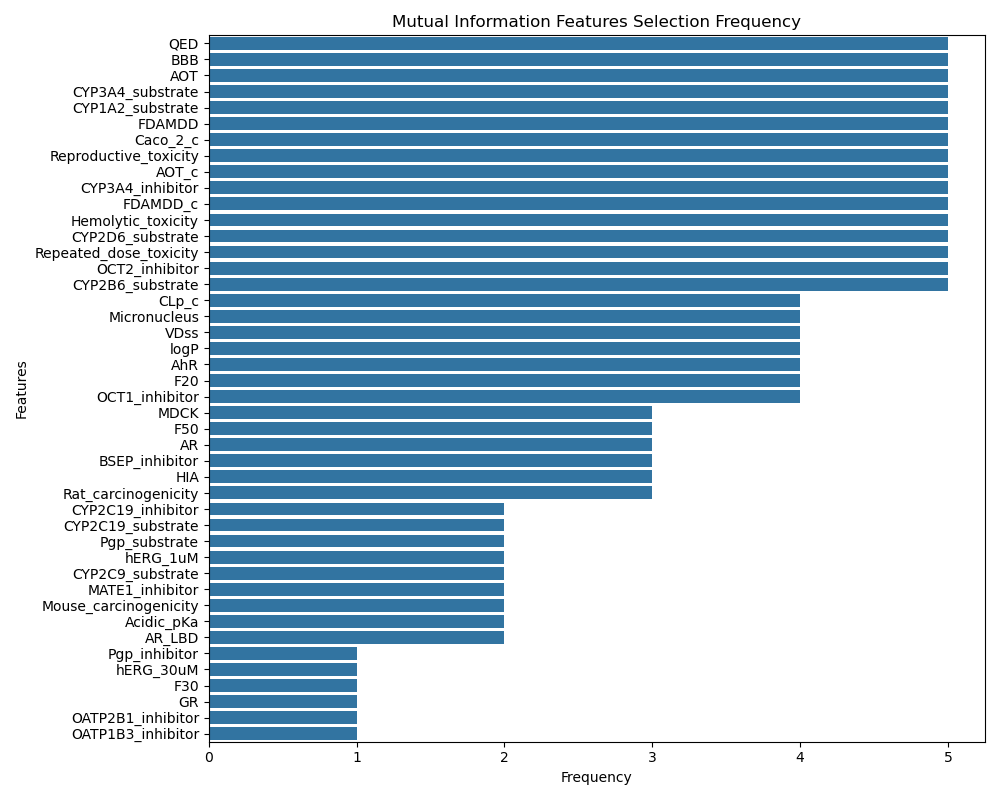 Mutual Information Features Selection Frequency
Features
QED
BBB
AOT
CYP3A4_substrate
CYP1A2_substrate
FDAMDD
Caco_2_c
Reproductive_toxicity
AOT_c
CYP3A4_inhibitor
FDAMDD_c
Hemolytic_toxicity
CYP2D6_substrate
Repeated_dose_toxicity
OCT2_inhibitor
CYP2B6_substrate
CLp_c
Micronucleus
VDss
logP
AhR
F20
OCT1_inhibitor
MDCK
F50
AR
BSEP_inhibitor
HIA
Rat_carcinogenicity
CYP2C19_inhibitor
CYP2C19_substrate
Pgp_substrate
hERG_1uM
CYP2C9_substrate
MATE1_inhibitor
Mouse_carcinogenicity
Acidic_pKa
AR_LBD
Pgp_inhibitor
hERG_30uM
F30
GR
OATP2B1_inhibitor
OATP1B3_inhibitor
0 1 2 3 4 5
Frequency